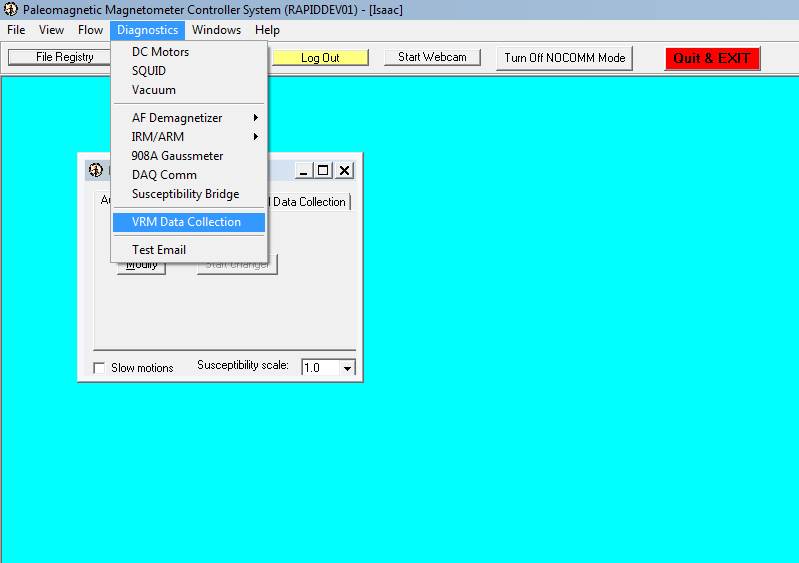 Paleomagnetic Magnetometer Controller System (RAPIDDEV01) - [Isaac]
File View Flow Diagnostics Windows Help
File Registry Log Out Start Webcam Turn Off NOCOMM Mode Quit & EXIT
DC Motors
SQUID
Vacuum
AF Demagnetizer
IRM/ARM
908A Gaussmeter
DAQ Comm
Susceptibility Bridge
Data Collection
VRM Data Collection
Test Email
Modify Start Changer
Slow motions Susceptibility scale: 1.0